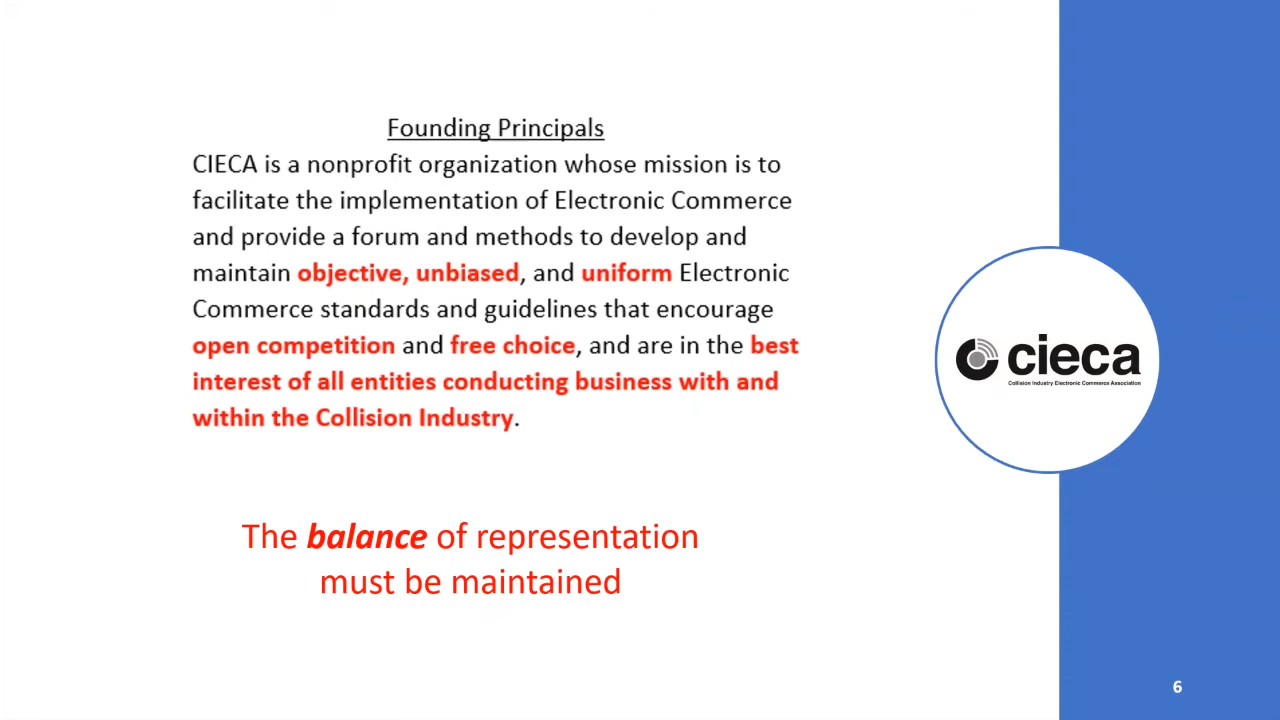 Founding Principals
CIECA is a nonprofit organization whose mission is to
facilitate the implementation of Electronic Commerce
and provide a forum and methods to develop and
maintain objective, unbiased, and uniform Electronic
Commerce standards and guidelines that encourage
open competition and free choice, and are in the best
interest of all entities conducting business with and
within the Collision Industry.
cieca
Collision Industry Electronic Commerce Association
The balance of representation
must be maintained
6